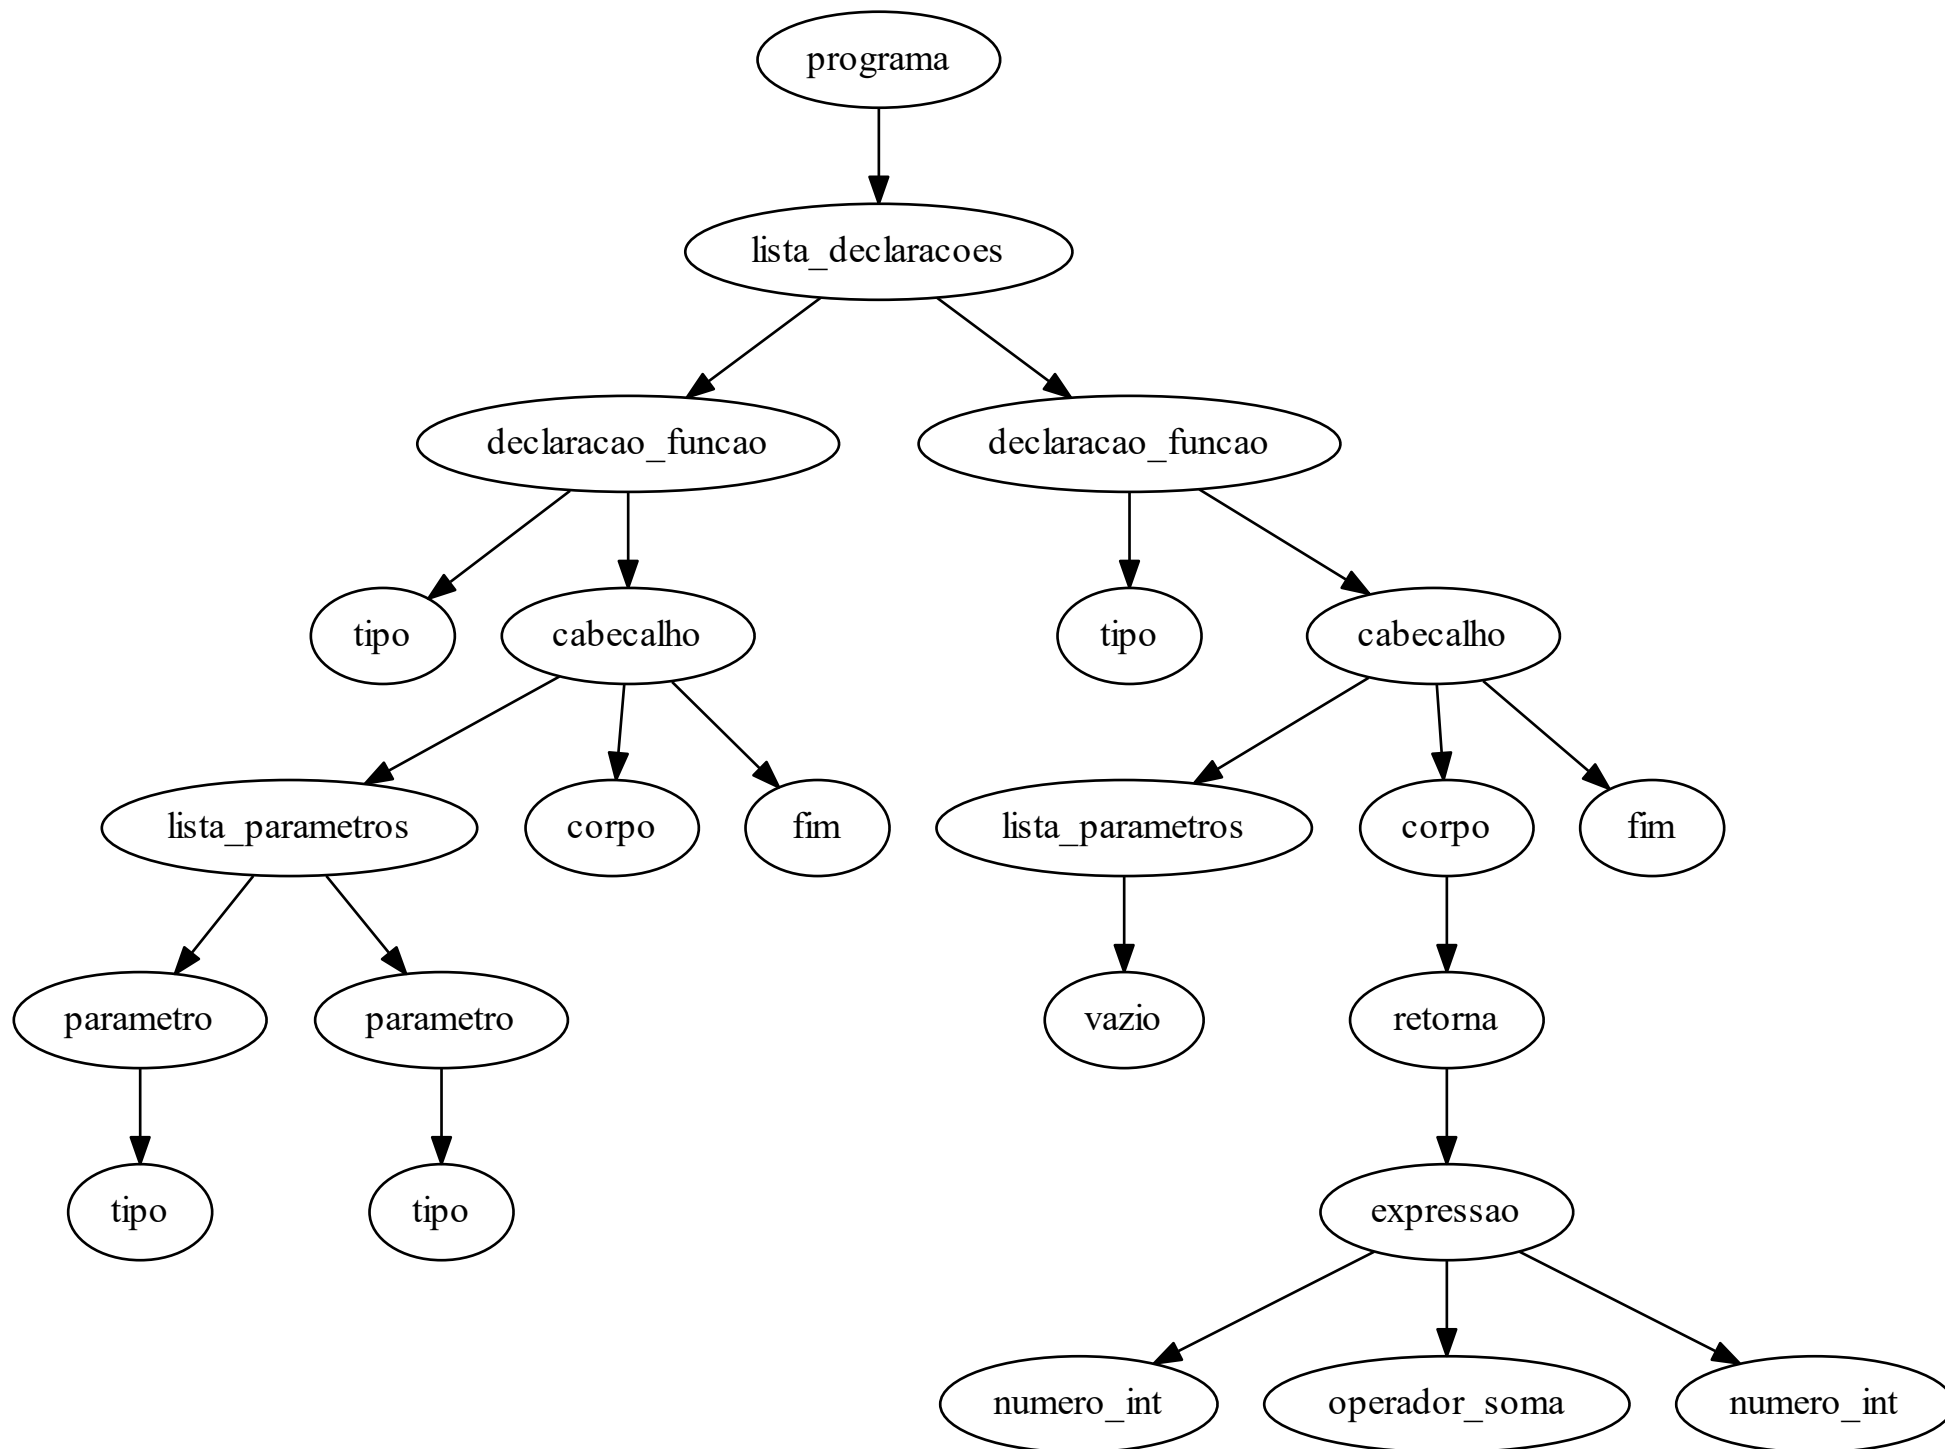 programa
lista_declaracoes
declaracao_funcao declaracao_funcao
tipo cabecalho tipo cabecalho
lista_parametros corpo fim lista_parametros corpo fim
parametro parametro vazio retorna
tipo tipo expressao
numero_int operador_soma numero_int